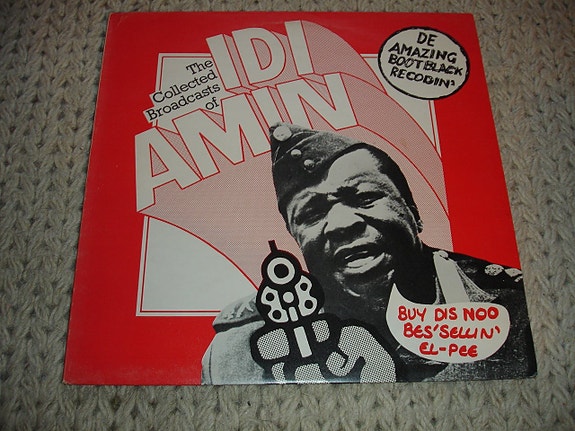 The
Collected
Broadcasts
of
IDI
AMIN
DE
AMAZING
BOOTBLACK
RECODIN'
BUY DIS NOO
BES'SELLIN'
EL-PEE